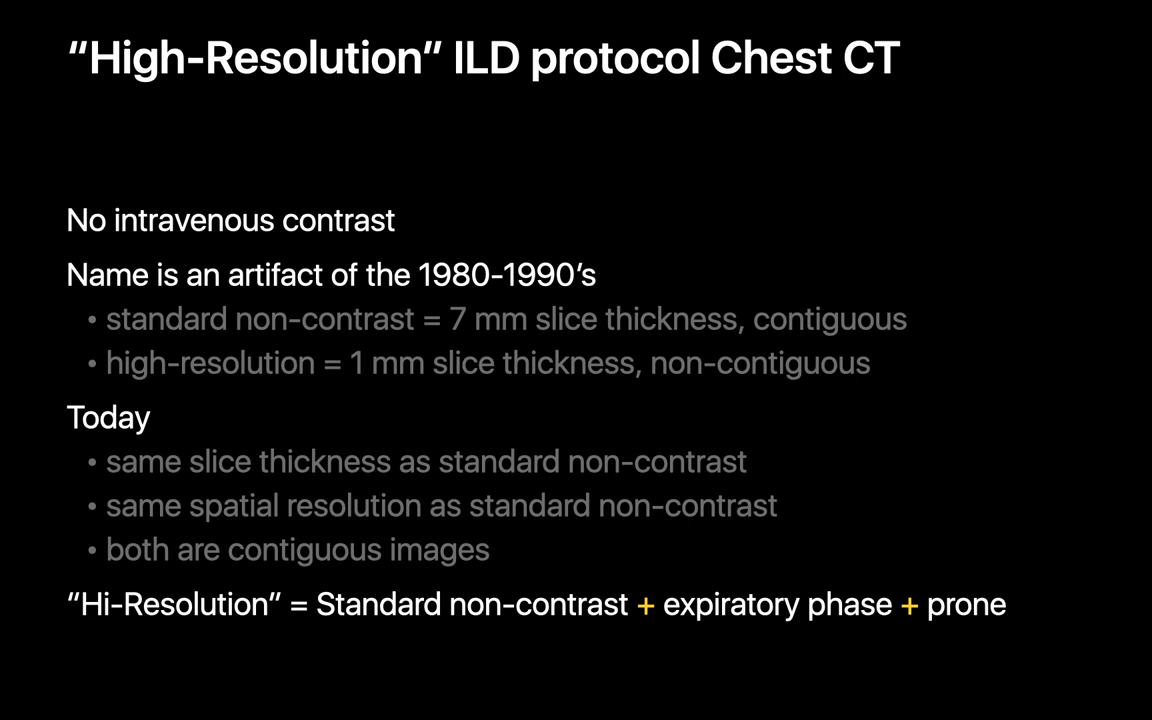 “High-Resolution” ILD protocol Chest CT
No intravenous contrast
Name is an artifact of the 1980-1990’s
• standard non-contrast = 7 mm slice thickness, contiguous
• high-resolution = 1 mm slice thickness, non-contiguous
Today
• same slice thickness as standard non-contrast
• same spatial resolution as standard non-contrast
• both are contiguous images
“Hi-Resolution” = Standard non-contrast + expiratory phase + prone